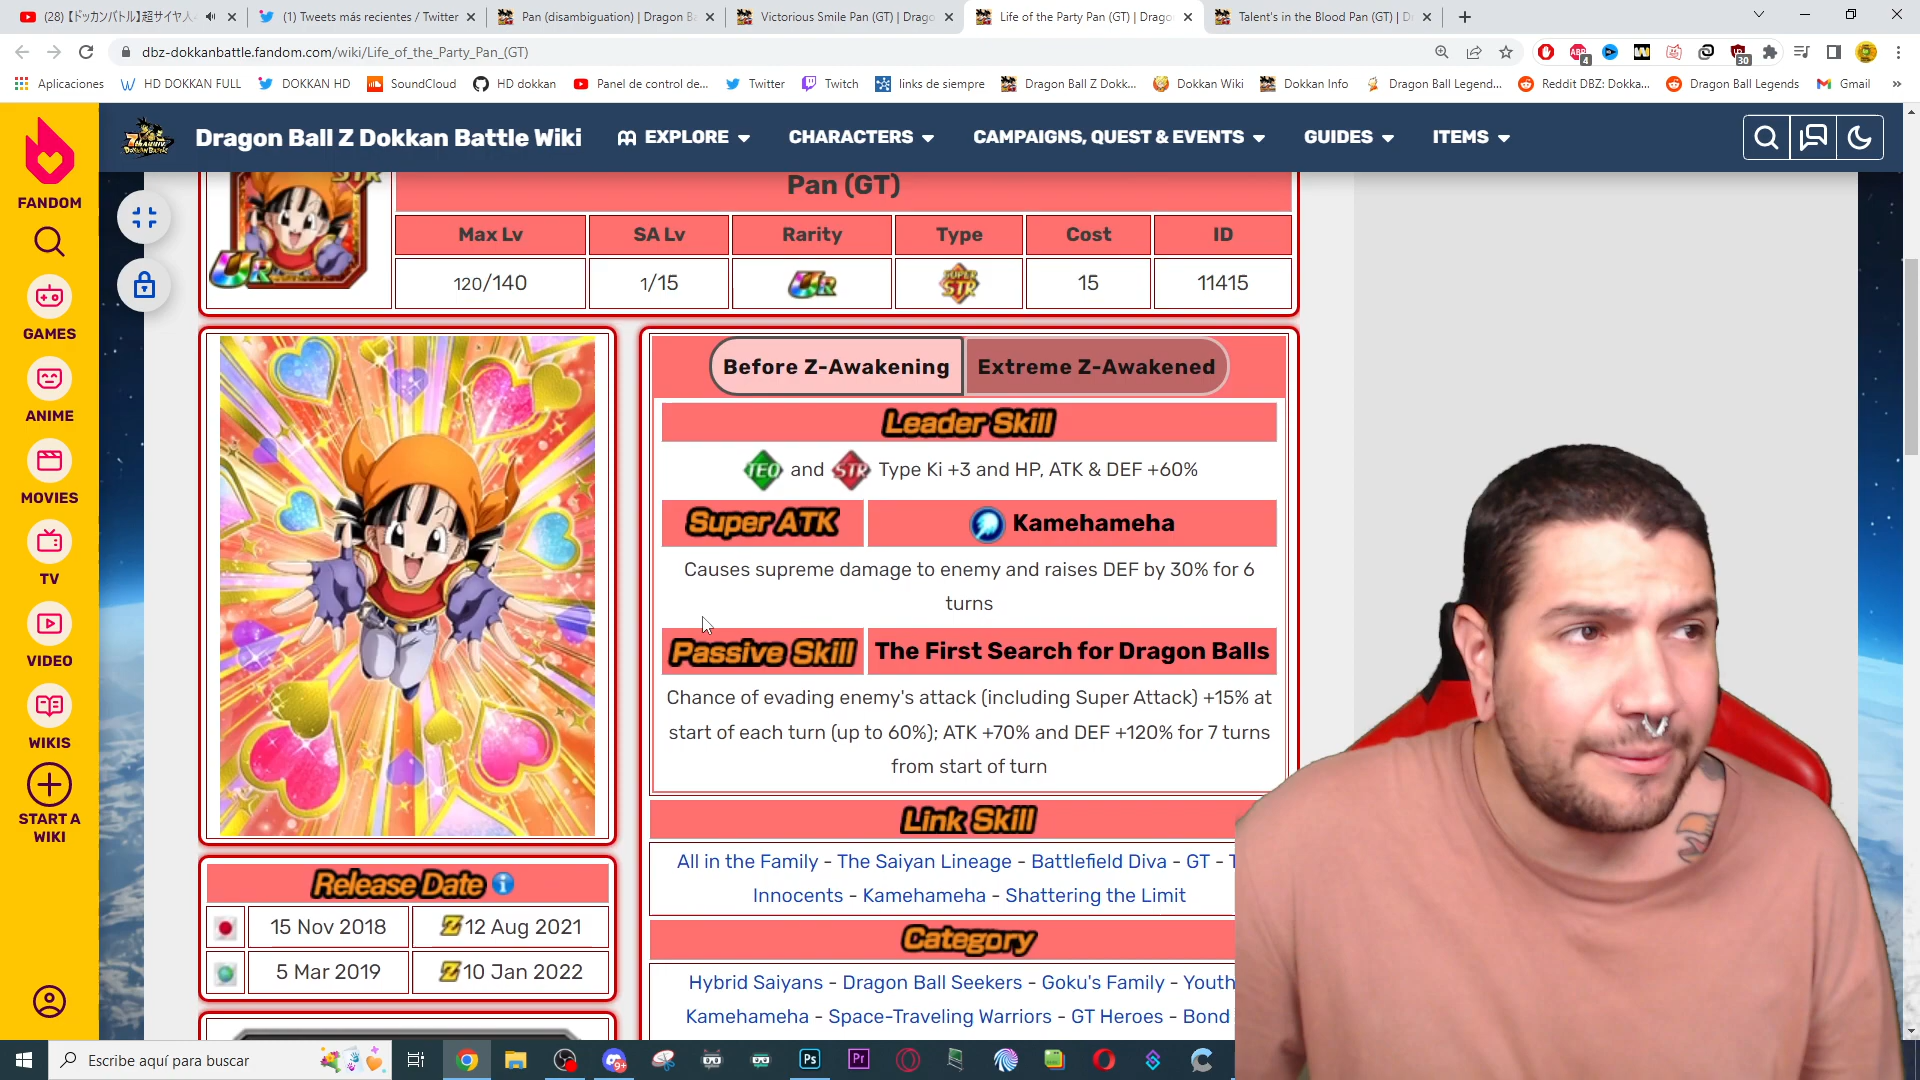 (28)【ドッカンバトル】超サイヤ人
(1) Tweets más recientes / Twitter
Pan (disambiguation) | Dragon Ba
Victorious Smile Pan (GT) | Drago
Life of the Party Pan (GT) | Drago
Talent's in the Blood Pan (GT) | D
dbz-dokkanbattle.fandom.com/wiki/Life_of_the_Party_Pan_(GT)
Aplicaciones
HD DOKKAN FULL
DOKKAN HD
SoundCloud
HD dokkan
Panel de control de...
Twitter
Twitch
links de siempre
Dragon Ball Z Dokk...
Dokkan Wiki
Dokkan Info
Dragon Ball Legend...
Reddit DBZ: Dokka...
Dragon Ball Legends
Gmail
Dragon Ball Z Dokkan Battle Wiki
EXPLORE
CHARACTERS
CAMPAIGNS, QUEST & EVENTS
GUIDES
ITEMS
FANDOM
GAMES
ANIME
MOVIES
TV
VIDEO
WIKIS
START A
WIKI
STR
UR
Pan (GT)
Max Lv
SA Lv
Rarity
Type
Cost
ID
120/140
1/15
UR
SUPER
STR
15
11415
Before Z-Awakening
Extreme Z-Awakened
Leader Skill
TEQ and STR Type Ki +3 and HP, ATK & DEF +60%
Super ATK
Kamehameha
Causes supreme damage to enemy and raises DEF by 30% for 6
turns
Passive Skill
The First Search for Dragon Balls
Chance of evading enemy's attack (including Super Attack) +15% at
start of each turn (up to 60%); ATK +70% and DEF +120% for 7 turns
from start of turn
Link Skill
All in the Family - The Saiyan Lineage - Battlefield Diva - GT - T
Innocents - Kamehameha - Shattering the Limit
Category
Hybrid Saiyans - Dragon Ball Seekers - Goku's Family - Youth
Kamehameha - Space-Traveling Warriors - GT Heroes - Bond
Release Date
15 Nov 2018
Z 12 Aug 2021
5 Mar 2019
Z 10 Jan 2022
Escribe aquí para buscar
9+
Ps
Pr